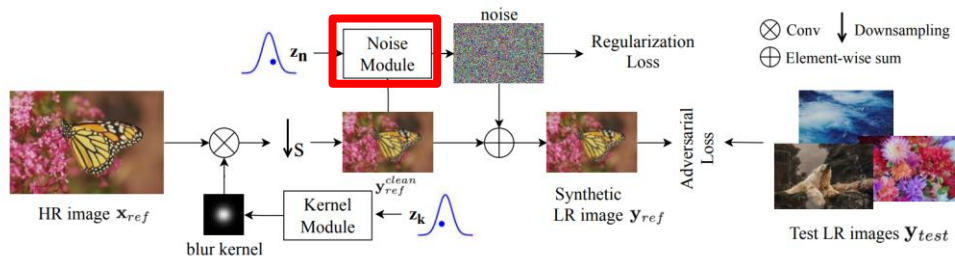 noise
Conv
Downsampling
Element-wise sum
z_n
Noise
Module
Regularization
Loss
S
y_ref^clean
HR image x_ref
blur kernel
Kernel
Module
z_k
Synthetic
LR image y_ref
Adversarial
Loss
Test LR images y_test